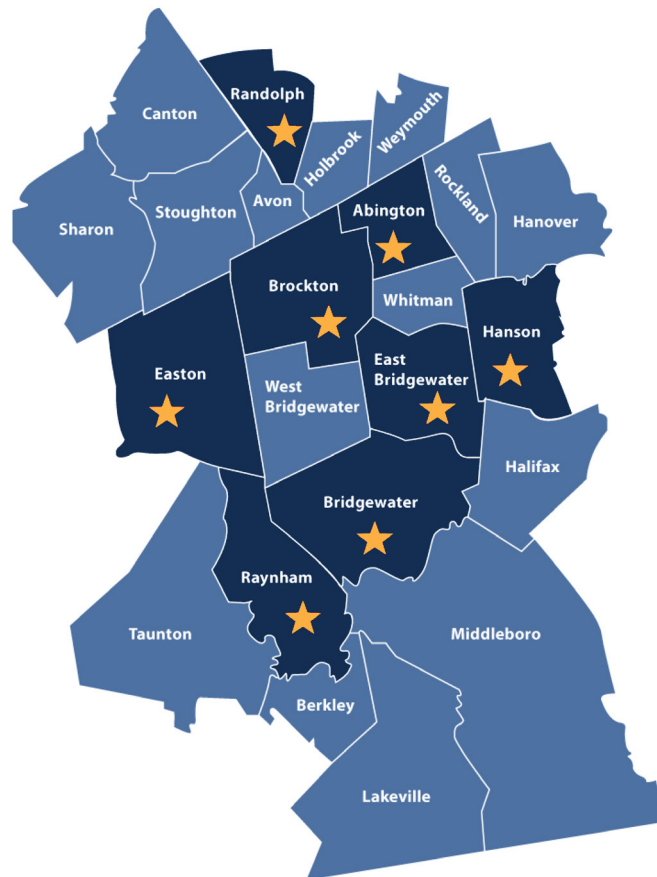 Randolph
Canton
Weymouth
Holbrook
Rockland
Avon
Abington
Stoughton
Hanover
Sharon
Brockton
Whitman
Hanson
Easton
East
Bridgewater
West
Bridgewater
Halifax
Bridgewater
Raynham
Taunton
Middleboro
Berkley
Lakeville